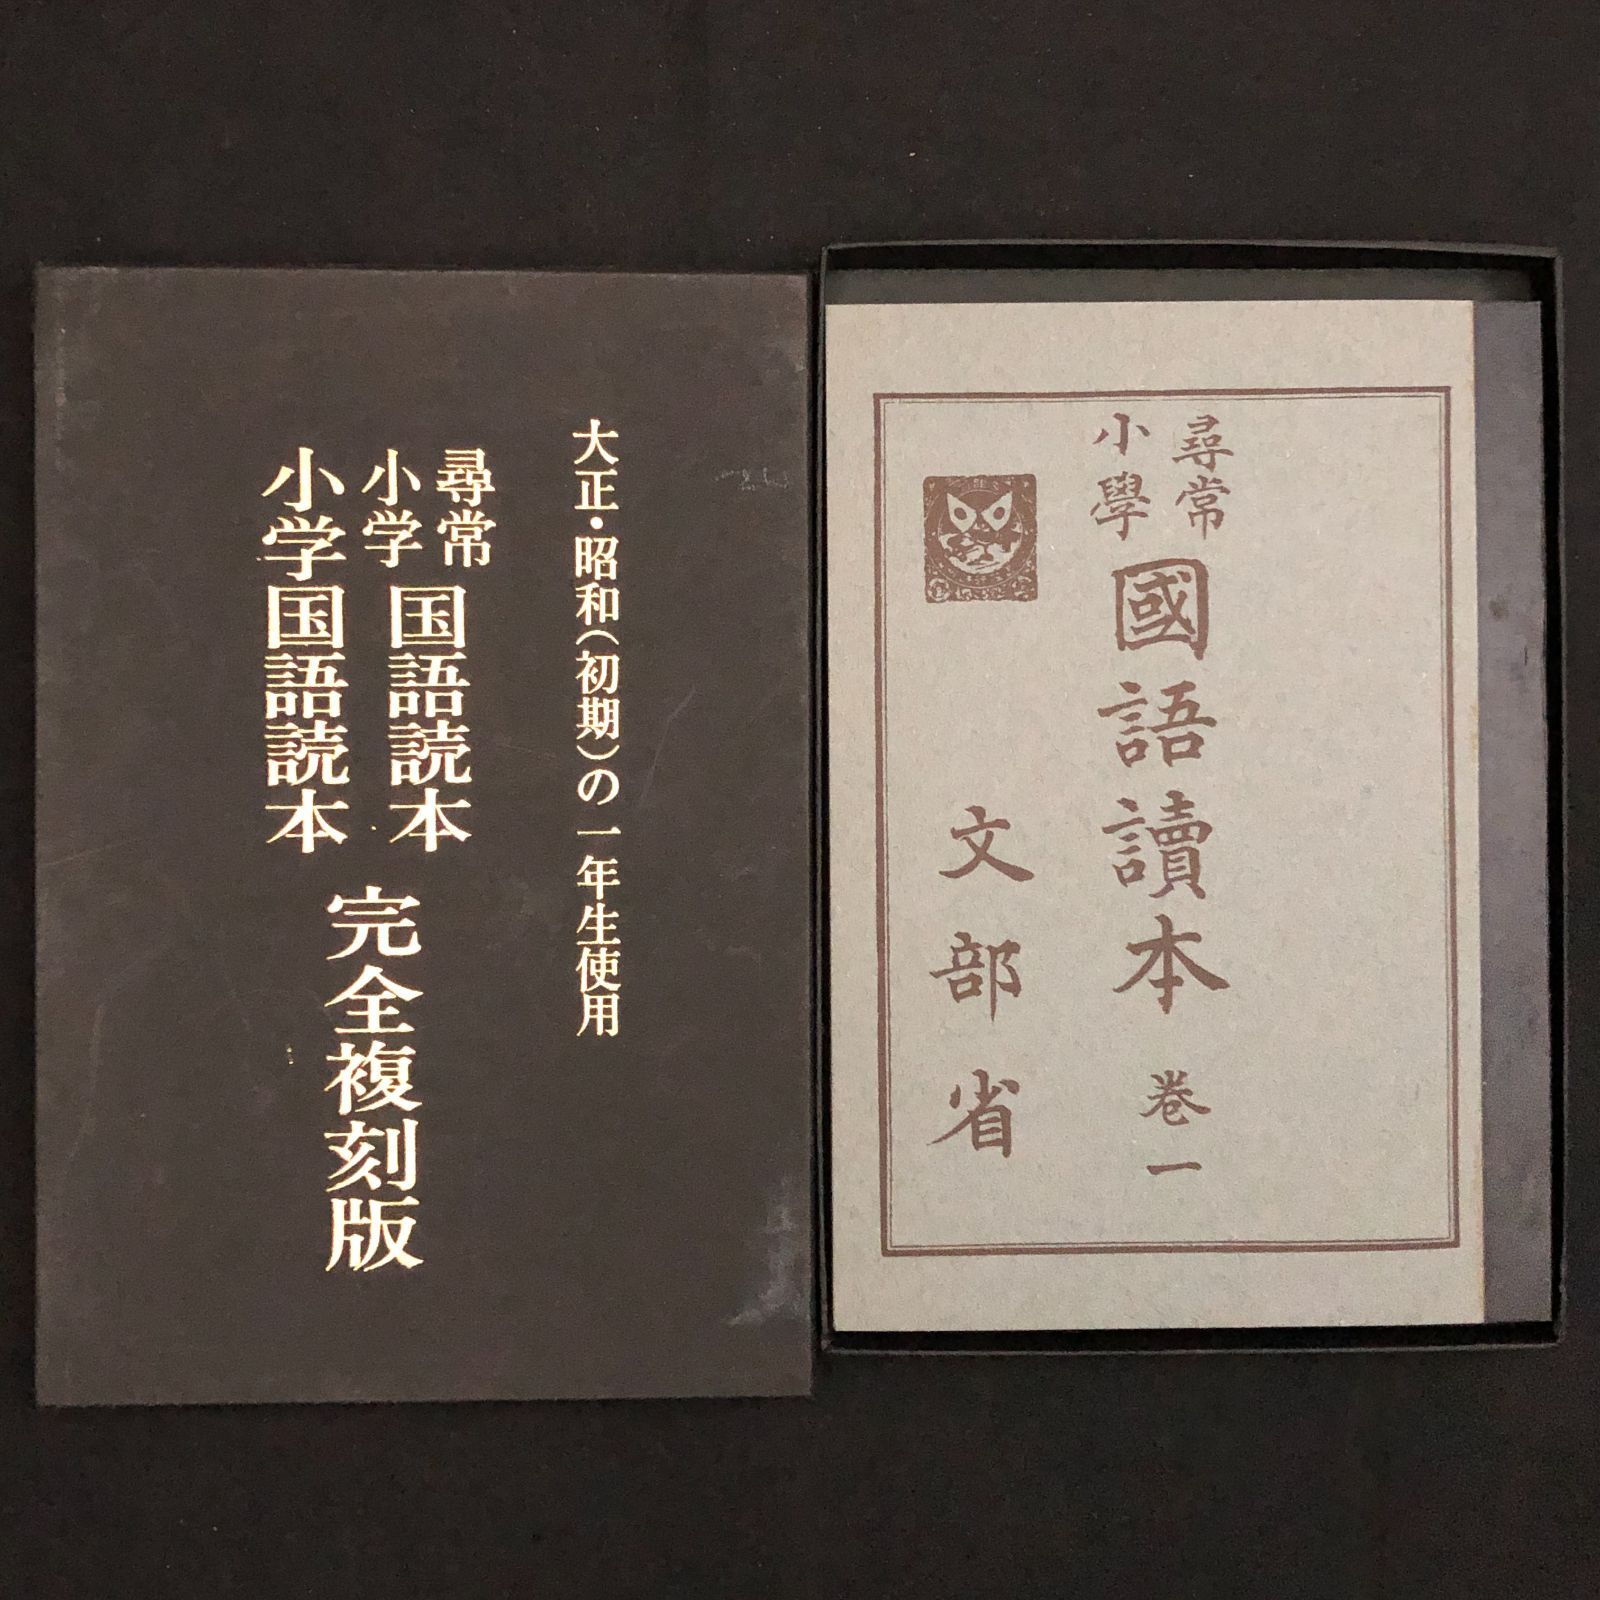 大正・昭和(初期)の一年生使用
尋常
小学
国語読本
小学国語読本
完全複刻版
尋常
小學
國語讀本 巻一
文部省